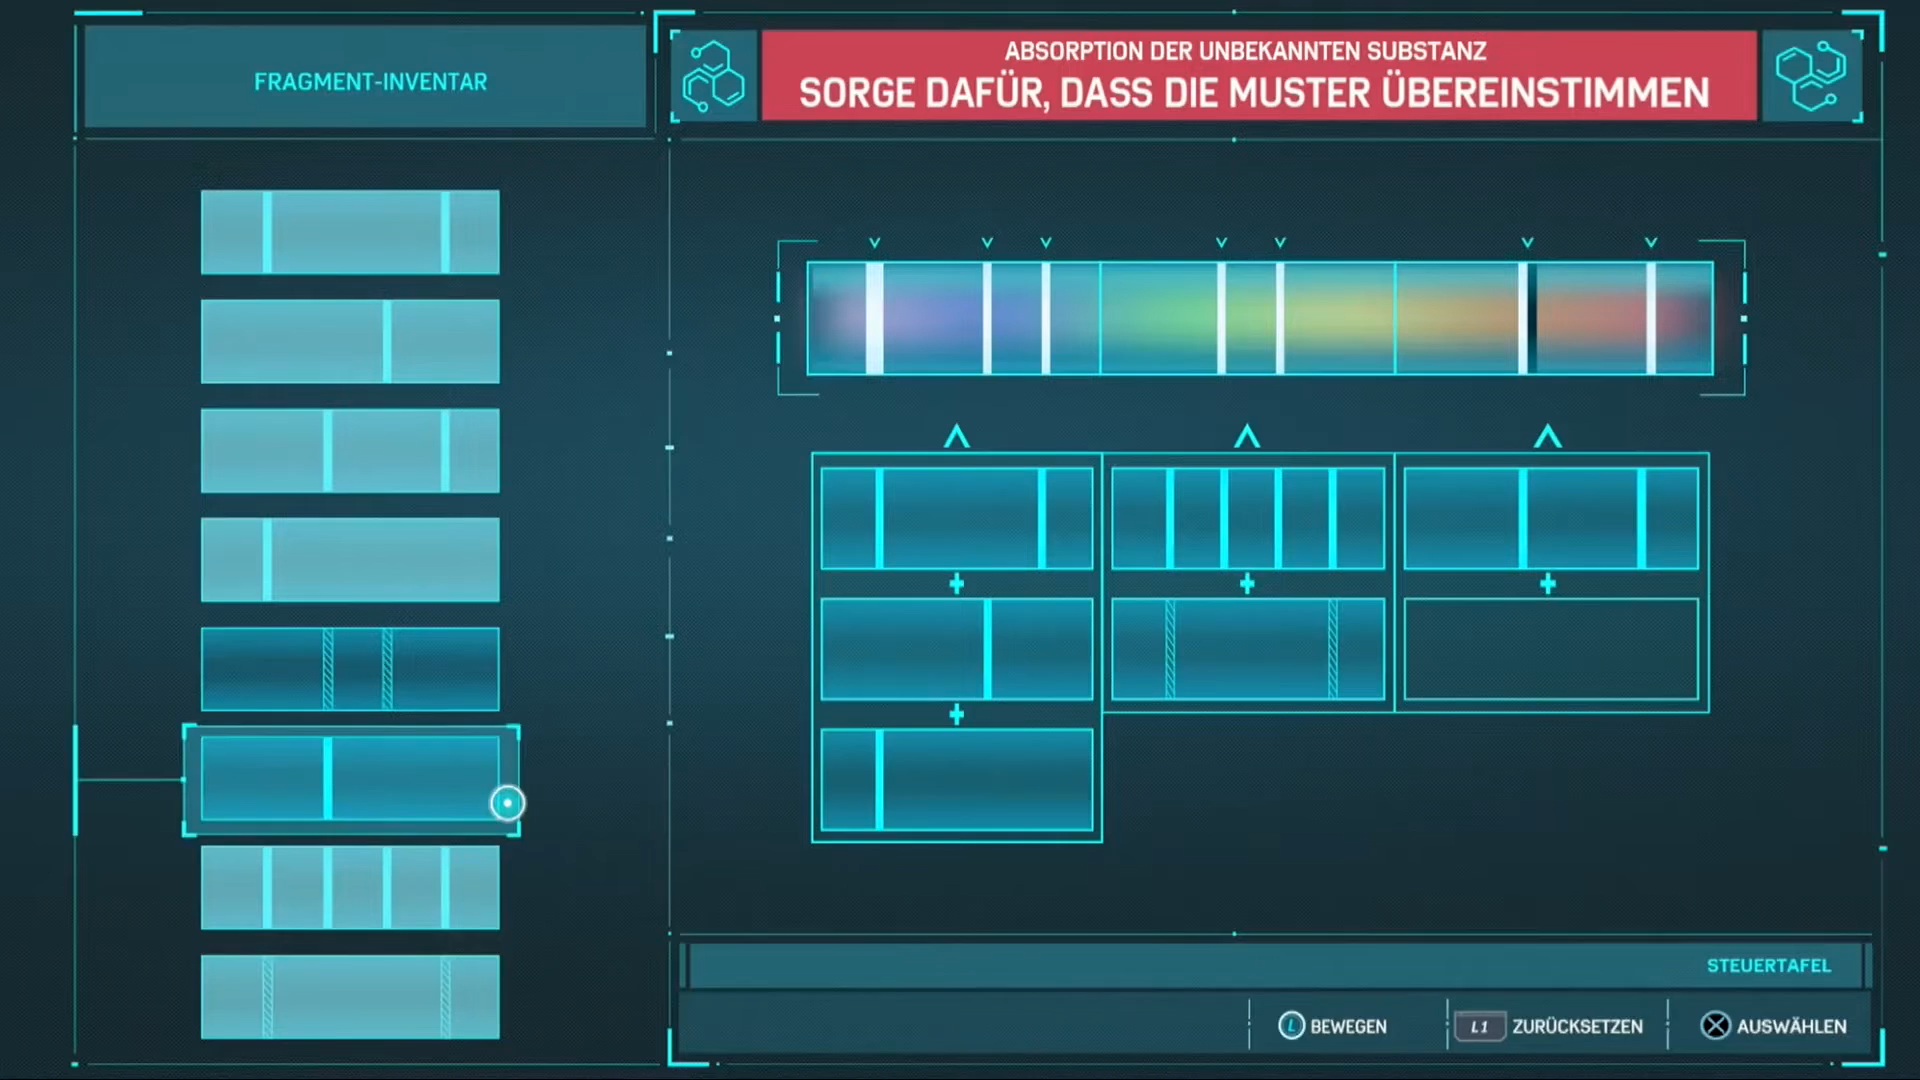 FRAGMENT-INVENTAR
ABSORPTION DER UNBEKANNTEN SUBSTANZ
SORGE DAFÜR, DASS DIE MUSTER ÜBEREINSTIMMEN
STEUERTAFEL
L BEWEGEN
L1 ZURÜCKSETZEN
AUSWÄHLEN